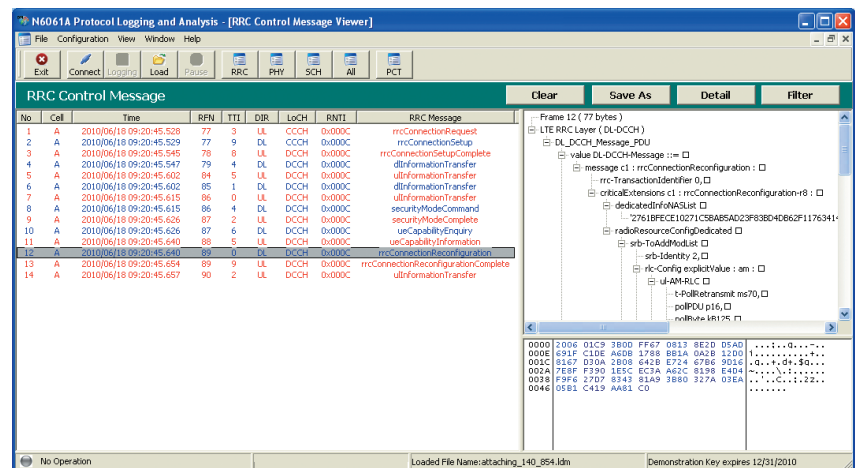 N6061A Protocol Logging and Analysis - [RRC Control Message Viewer]
File Configuration View Window Help
Exit Connect Logging Load Pause RRC PHY SCH All PCT
RRC Control Message Clear Save As Detail Filter
No Cell Time RFN TTI DIR LoCH RNTI RRC Message
1 A 2010/06/18 09:20:45.528 77 3 UL CCCH 0x000C rrcConnectionRequest
2 A 2010/06/18 09:20:45.529 77 9 DL CCCH 0x000C rrcConnectionSetup
3 A 2010/06/18 09:20:45.545 78 8 UL DCCH 0x000C rrcConnectionSetupComplete
4 A 2010/06/18 09:20:45.547 79 4 DL DCCH 0x000C dlInformationTransfer
5 A 2010/06/18 09:20:45.602 84 5 UL DCCH 0x000C ulInformationTransfer
6 A 2010/06/18 09:20:45.602 85 1 DL DCCH 0x000C dlInformationTransfer
7 A 2010/06/18 09:20:45.615 86 0 UL DCCH 0x000C ulInformationTransfer
8 A 2010/06/18 09:20:45.615 86 4 DL DCCH 0x000C securityModeCommand
9 A 2010/06/18 09:20:45.626 87 2 UL DCCH 0x000C securityModeComplete
10 A 2010/06/18 09:20:45.626 87 6 DL DCCH 0x000C ueCapabilityEnquiry
11 A 2010/06/18 09:20:45.640 88 5 UL DCCH 0x000C ueCapabilityInformation
12 A 2010/06/18 09:20:45.640 89 0 DL DCCH 0x000C rrcConnectionReconfiguration
13 A 2010/06/18 09:20:45.654 89 9 UL DCCH 0x000C rrcConnectionReconfigurationComplete
14 A 2010/06/18 09:20:45.657 90 2 UL DCCH 0x000C ulInformationTransfer
Frame 12 ( 77 bytes )
LTE RRC Layer ( DL-DCCH )
DL_DCCH_Message_PDU
value DL-DCCH-Message ::= □
message c1 : rrcConnectionReconfiguration : □
rrc-TransactionIdentifier 0,□
criticalExtensions c1 : rrcConnectionReconfiguration-r8 : □
dedicatedInfoNASList □
'2761BFECE10271C5BAB5AD23F83BD4DB62F11763414
radioResourceConfigDedicated □
srb-ToAddModList □
srb-Identity 2,□
rlc-Config explicitValue : am : □
ul-AM-RLC □
t-PollRetransmit ms70,□
pollPDU p16,□
pollByte kB125,□
0000 2006 01C9 3B0D FF67 0813 8E2D D5AD ...;..g...-..
000E 691F C1DE A6DB 1788 BB1A 0A2B 12D0 i..........+..
001C 8167 D30A 2B08 642B E724 67B6 9D16 .g..+.d+.$g...
002A 7E8F F390 1E5C EC3A A62C 8198 E4D4 ~....\.:.,....
0038 F9F6 27D7 8343 81A9 3B80 327A 03EA ..'..C..;.2z..
0046 05B1 C419 AA81 C0 .......
No Operation Loaded File Name:attaching_140_854.ldm Demonstration Key expires 12/31/2010